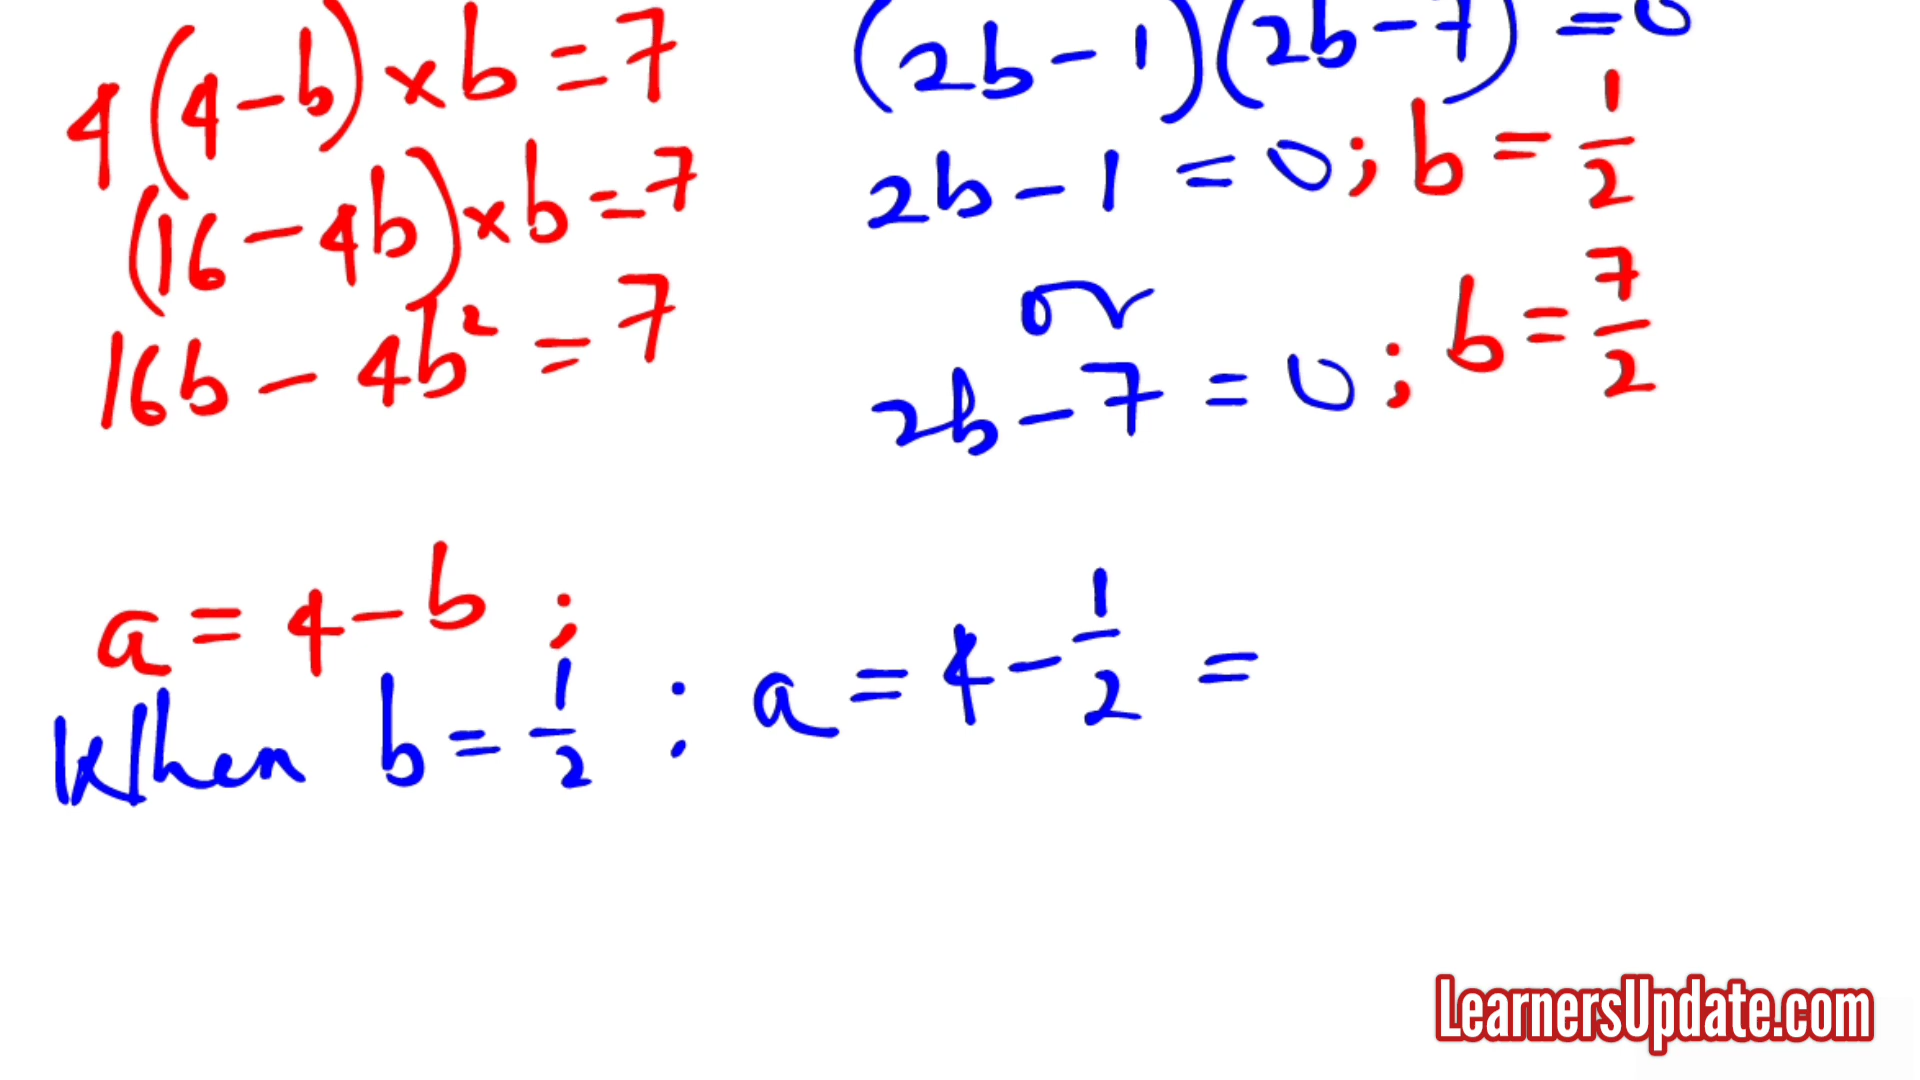 4(4-b)×b=7
(16-4b)×b=7
16b-4b²=7
(2b-1)(2b-7)=0
2b-1=0; b=1/2
or
2b-7=0; b=7/2
a=4-b;
When b=1/2 : a=4-1/2=
LearnersUpdate.com